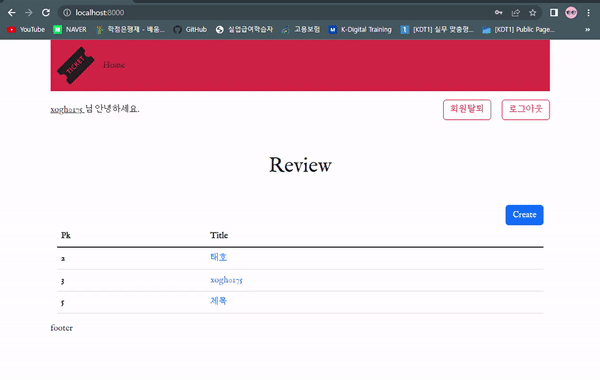 localhost:8000
YouTube NAVER 학점은행제 - 배움... GitHub 실업급여학습자 고용보험 K-Digital Training [KDT1] 실무 맞춤형... [KDT1] Public Page...
TICKET Home
xogh0175 님 안녕하세요. 회원탈퇴 로그아웃
Review
Create
Pk Title
2 태호
3 xogh0175
5 제목
footer